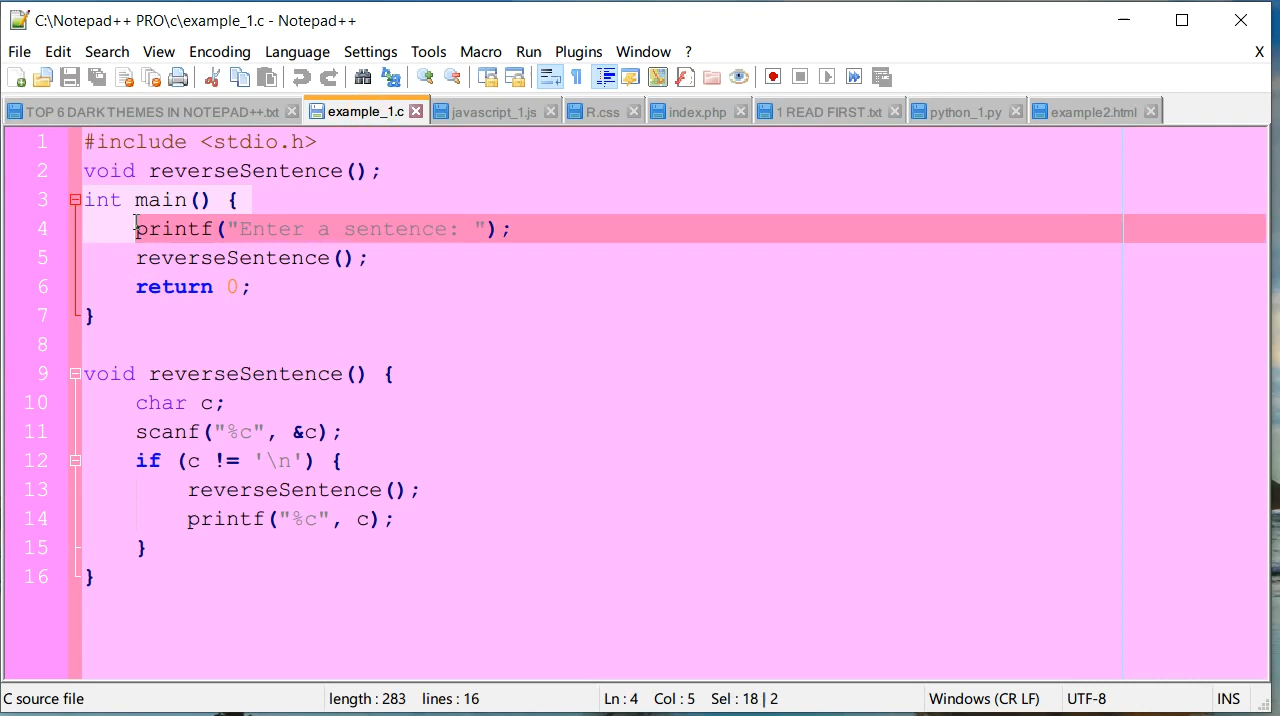 C:\Notepad++ PRO\c\example_1.c - Notepad++
File Edit Search View Encoding Language Settings Tools Macro Run Plugins Window ? X
TOP 6 DARK THEMES IN NOTEPAD++.txt example_1.c javascript_1.js R.css index.php 1 READ FIRST.txt python_1.py example2.html
1 #include <stdio.h>
2 void reverseSentence();
3 int main() {
4 printf("Enter a sentence: ");
5 reverseSentence();
6 return 0;
7 }
8
9 void reverseSentence() {
10 char c;
11 scanf("%c", &c);
12 if (c != '\n') {
13 reverseSentence();
14 printf("%c", c);
15 }
16 }
C source file length : 283 lines : 16 Ln : 4 Col : 5 Sel : 18 | 2 Windows (CR LF) UTF-8 INS